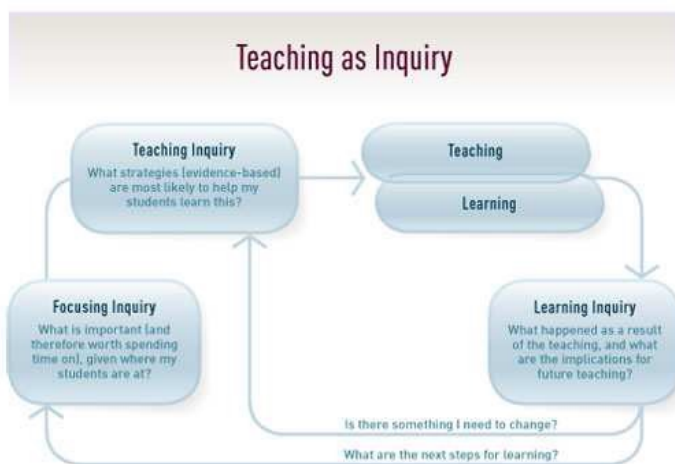 Teaching as Inquiry
Teaching Inquiry
What strategies (evidence-based)
are most likely to help my
students learn this?
Teaching
Learning
Focusing Inquiry
What is important (and
therefore worth spending
time on), given where my
students are at?
Learning Inquiry
What happened as a result
of the teaching, and what
are the implications for
future teaching?
Is there something I need to change?
What are the next steps for learning?